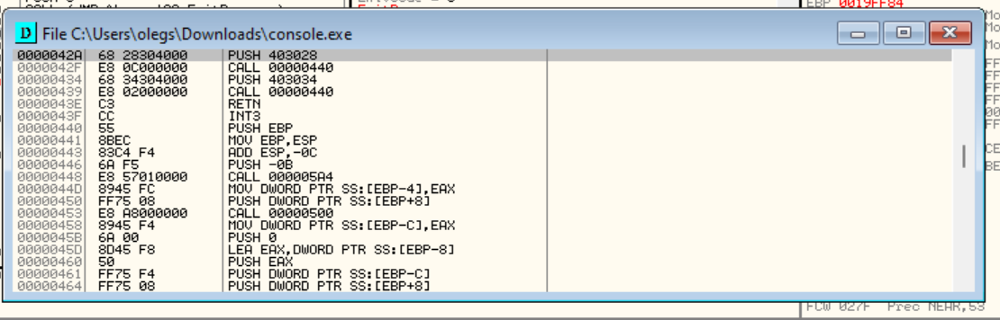 EBP 0019FF84
File C:\Users\olegs\Downloads\console.exe
0000042A 68 28304000 PUSH 403028
0000042F E8 0C000000 CALL 00000440
00000434 68 34304000 PUSH 403034
00000439 E8 02000000 CALL 00000440
0000043E C3 RETN
0000043F CC INT3
00000440 55 PUSH EBP
00000441 8BEC MOV EBP,ESP
00000443 83C4 F4 ADD ESP,-0C
00000446 6A F5 PUSH -0B
00000448 E8 57010000 CALL 000005A4
0000044D 8945 FC MOV DWORD PTR SS:[EBP-4],EAX
00000450 FF75 08 PUSH DWORD PTR SS:[EBP+8]
00000453 E8 A8000000 CALL 00000500
00000458 8945 F4 MOV DWORD PTR SS:[EBP-C],EAX
0000045B 6A 00 PUSH 0
0000045D 8D45 F8 LEA EAX,DWORD PTR SS:[EBP-8]
00000460 50 PUSH EAX
00000461 FF75 F4 PUSH DWORD PTR SS:[EBP-C]
00000464 FF75 08 PUSH DWORD PTR SS:[EBP+8]
FCW 027F Prec NEAR,53